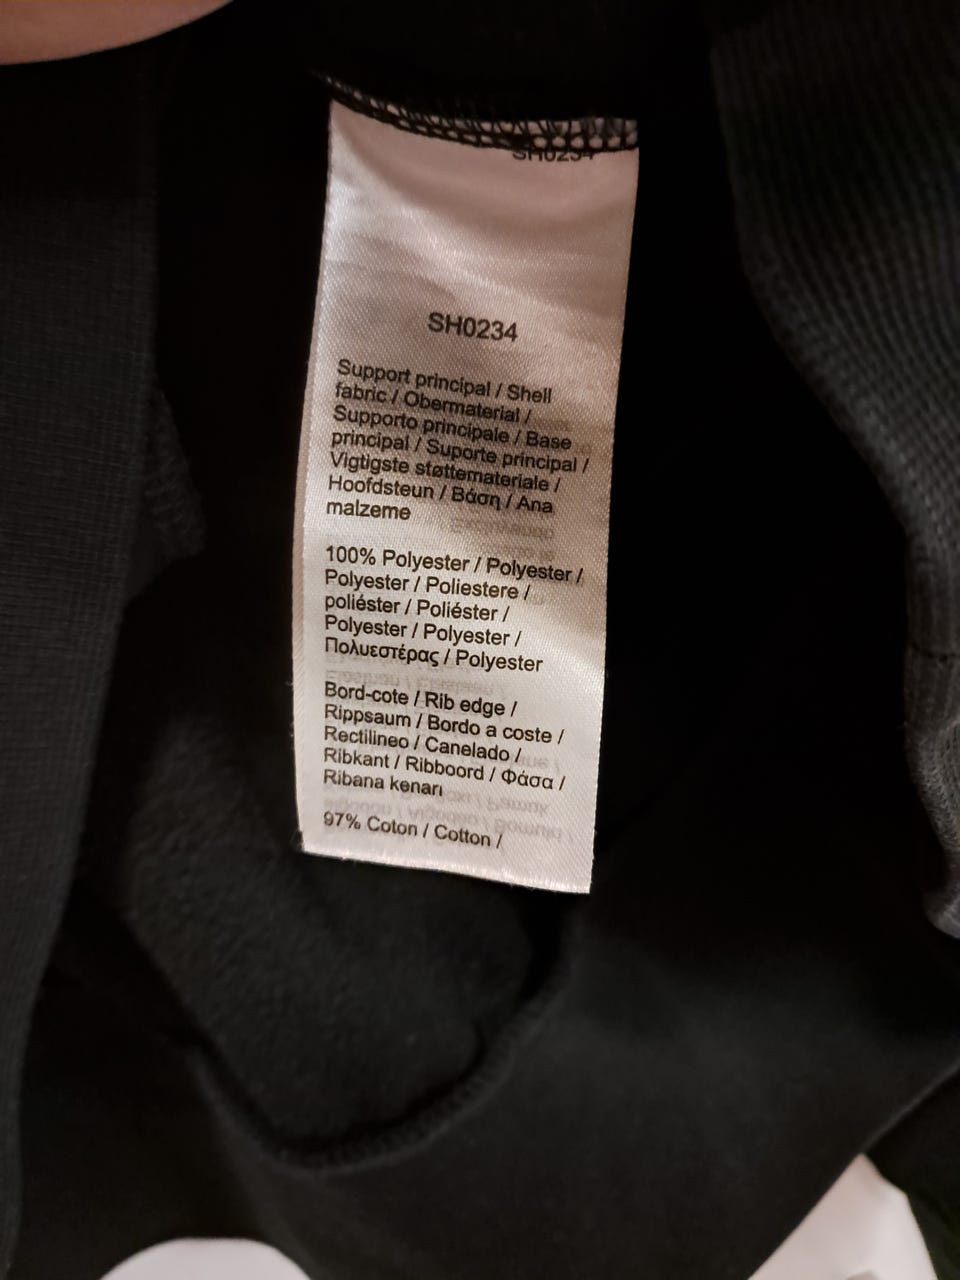 SH0234
SH0234
Support principal / Shell
fabric / Obermaterial /
Supporto principale / Base
principal / Suporte principal /
Vigtigste støttemateriale /
Hoofdsteun / Βάση / Ana
malzeme
100% Polyester / Polyester /
Polyester / Poliestere /
poliéster / Poliéster /
Polyester / Polyester /
Πολυεστέρας / Polyester
Bord-cote / Rib edge /
Rippsaum / Bordo a coste /
Rectilineo / Canelado /
Ribkant / Ribboord / Φάσα /
Ribana kenarı
97% Coton / Cotton /